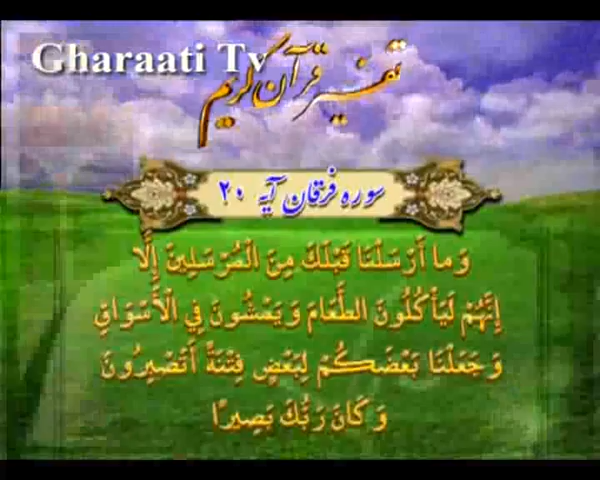 Gharaati Tv
تفسیر قرآن کریم
سوره فرقان آیه ۲۰
وَما أَرْسَلْنَا قَبْلَكَ مِنَ الْمُرْسَلِينَ إِلَّا
إِنَّهُمْ لَيَأْكُلُونَ الطَّعَامَ وَيَمْشُونَ فِي الْأَسْوَاقِ
وَجَعَلْنَا بَعْضَكُمْ لِبَعْضٍ فِتْنَةً أَتَصْبِرُونَ
وَكَانَ رَبُّكَ بَصِيرًا